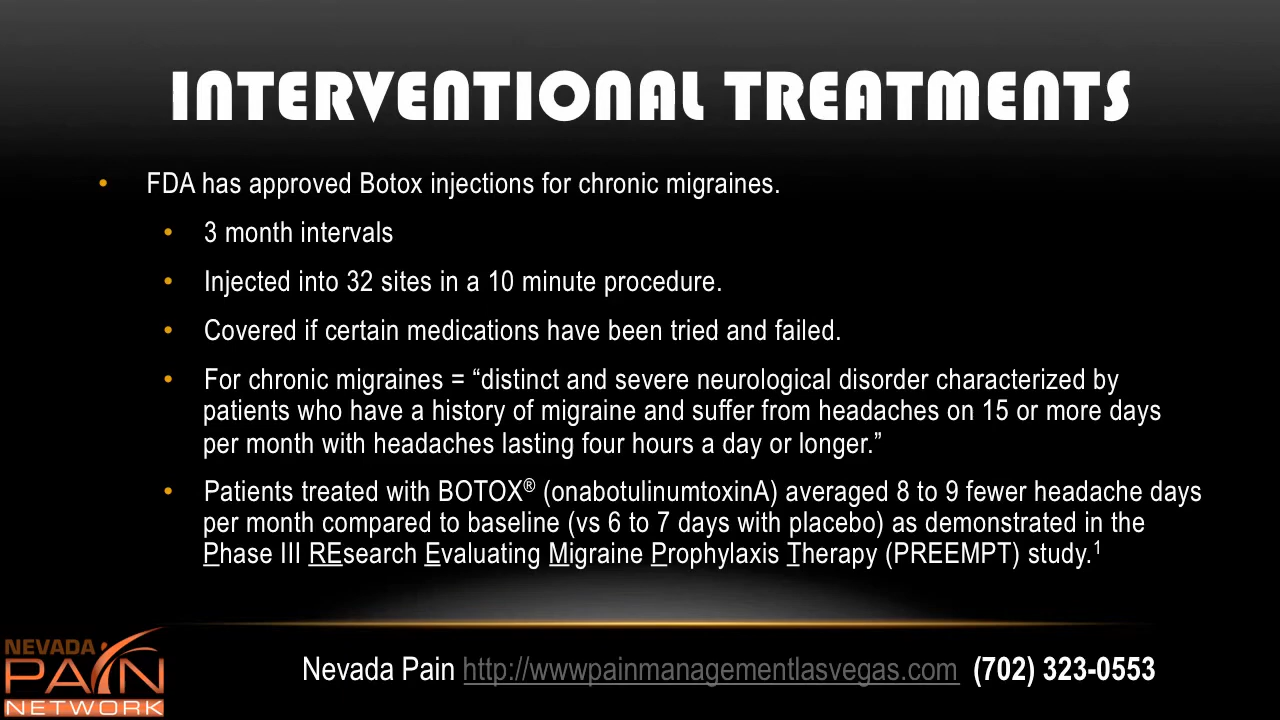 INTERVENTIONAL TREATMENTS
• FDA has approved Botox injections for chronic migraines.
• 3 month intervals
• Injected into 32 sites in a 10 minute procedure.
• Covered if certain medications have been tried and failed.
• For chronic migraines = “distinct and severe neurological disorder characterized by
patients who have a history of migraine and suffer from headaches on 15 or more days
per month with headaches lasting four hours a day or longer.”
• Patients treated with BOTOX® (onabotulinumtoxinA) averaged 8 to 9 fewer headache days
per month compared to baseline (vs 6 to 7 days with placebo) as demonstrated in the
Phase III REsearch Evaluating Migraine Prophylaxis Therapy (PREEMPT) study.1
NEVADA
PAIN
NETWORK
Nevada Pain http://wwwpainmanagementlasvegas.com (702) 323-0553